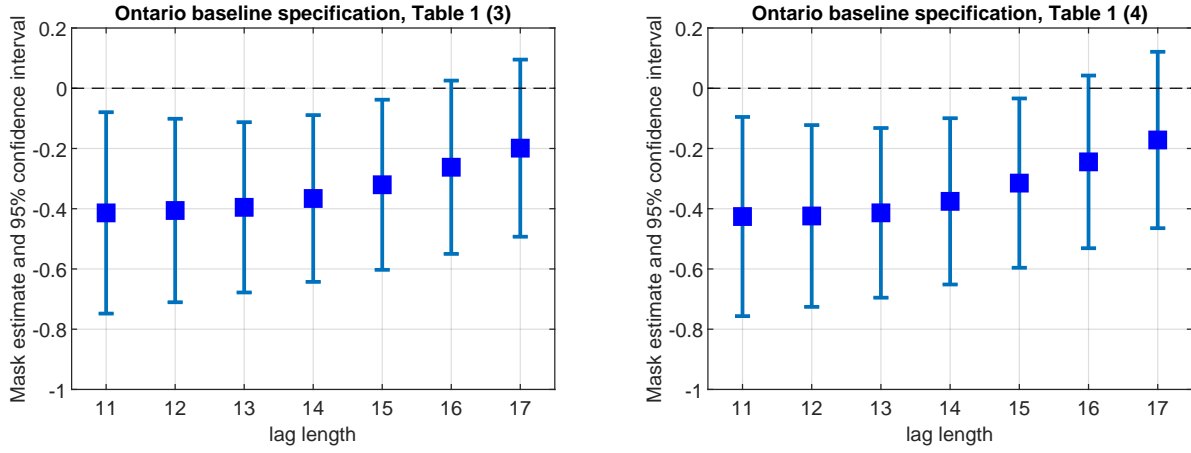 Ontario baseline specification, Table 1 (3)
Mask estimate and 95% confidence interval
0.2
0
-0.2
-0.4
-0.6
-0.8
-1
11 12 13 14 15 16 17
lag length
Ontario baseline specification, Table 1 (4)
Mask estimate and 95% confidence interval
0.2
0
-0.2
-0.4
-0.6
-0.8
-1
11 12 13 14 15 16 17
lag length